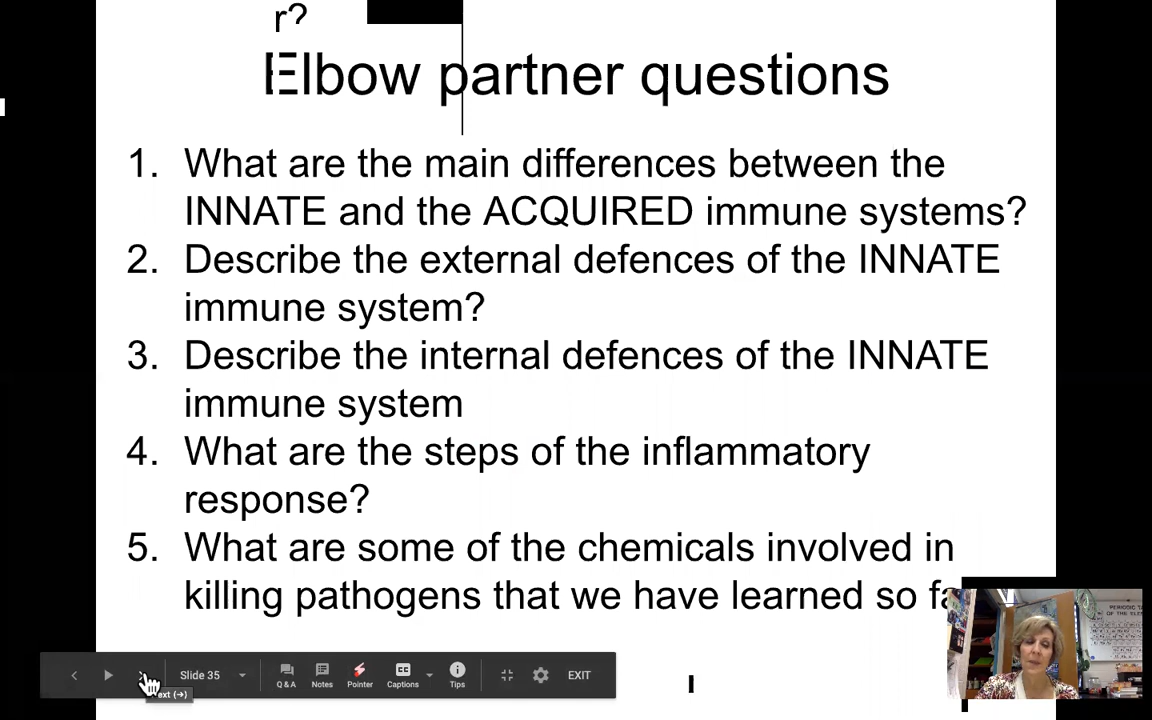 r?
Elbow partner questions
1. What are the main differences between the
INNATE and the ACQUIRED immune systems?
2. Describe the external defences of the INNATE
immune system?
3. Describe the internal defences of the INNATE
immune system
4. What are the steps of the inflammatory
response?
5. What are some of the chemicals involved in
killing pathogens that we have learned so
Slide 35 Q & A Notes Pointer Captions Tips EXIT
PERIODIC